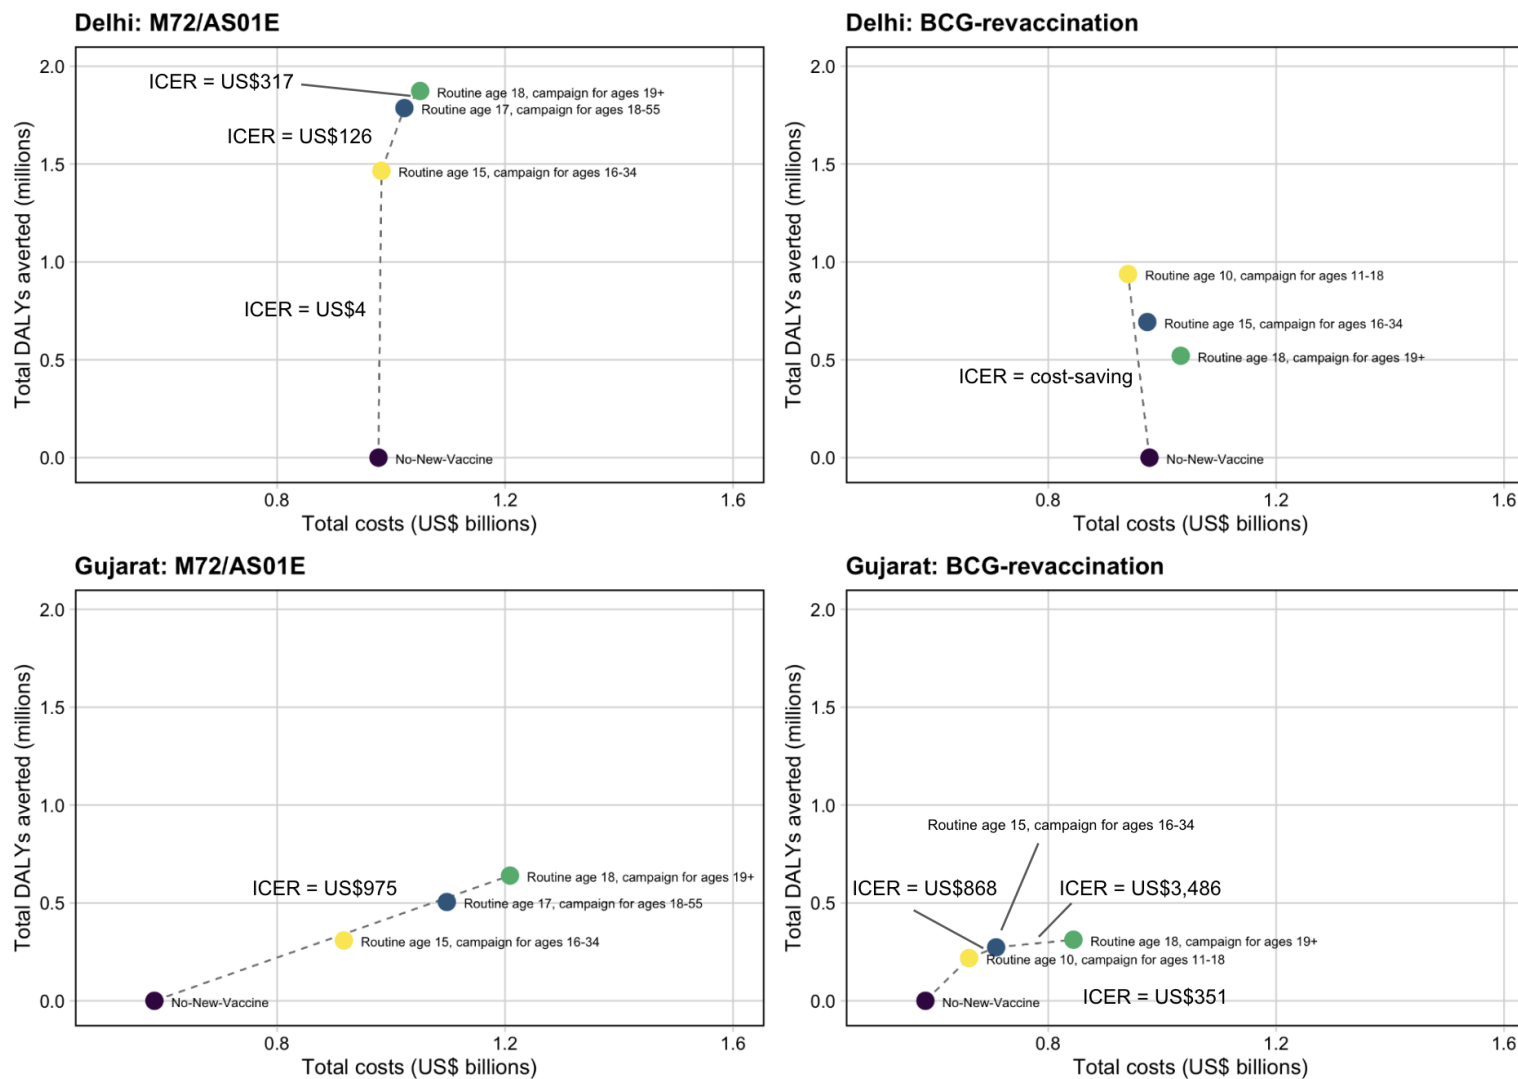 Delhi: M72/AS01E
2.0
1.5
1.0
0.5
0.0
Total DALYs averted (millions)
ICER = US$317
Routine age 18, campaign for ages 19+
Routine age 17, campaign for ages 18-55
ICER = US$126
Routine age 15, campaign for ages 16-34
ICER = US$4
No-New-Vaccine
0.8
1.2
1.6
Total costs (US$ billions)
Delhi: BCG-revaccination
2.0
1.5
1.0
0.5
0.0
Total DALYs averted (millions)
Routine age 10, campaign for ages 11-18
Routine age 15, campaign for ages 16-34
Routine age 18, campaign for ages 19+
ICER = cost-saving
No-New-Vaccine
0.8
1.2
1.6
Total costs (US$ billions)
Gujarat: M72/AS01E
2.0
1.5
1.0
0.5
0.0
Total DALYs averted (millions)
ICER = US$975
Routine age 18, campaign for ages 19+
Routine age 17, campaign for ages 18-55
Routine age 15, campaign for ages 16-34
No-New-Vaccine
0.8
1.2
1.6
Total costs (US$ billions)
Gujarat: BCG-revaccination
2.0
1.5
1.0
0.5
0.0
Total DALYs averted (millions)
Routine age 15, campaign for ages 16-34
ICER = US$868
ICER = US$3,486
Routine age 18, campaign for ages 19+
Routine age 10, campaign for ages 11-18
ICER = US$351
No-New-Vaccine
0.8
1.2
1.6
Total costs (US$ billions)